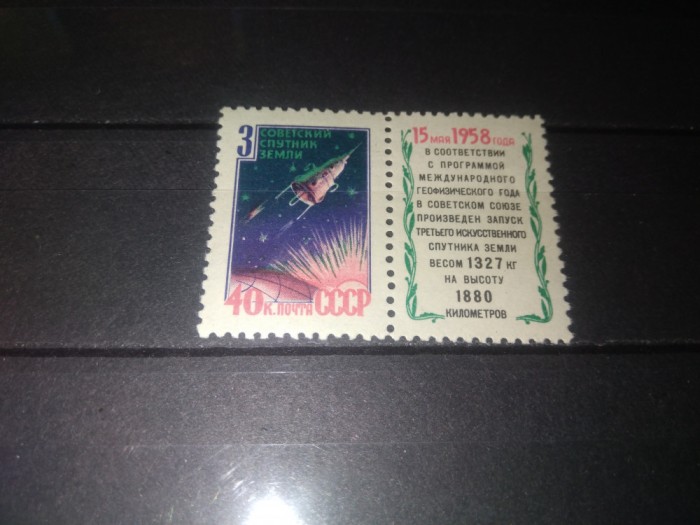 3 СОВЕТСКИЙ
СПУТНИК
ЗЕМЛИ
40 К. ПОЧТА СССР
15 МАЯ 1958 ГОДА
В СООТВЕТСТВИИ
С ПРОГРАММОЙ
МЕЖДУНАРОДНОГО
ГЕОФИЗИЧЕСКОГО ГОДА
В СОВЕТСКОМ СОЮЗЕ
ПРОИЗВЕДЕН ЗАПУСК
ТРЕТЬЕГО ИСКУССТВЕННОГО
СПУТНИКА ЗЕМЛИ
ВЕСОМ 1327 КГ
НА ВЫСОТУ
1880
КИЛОМЕТРОВ